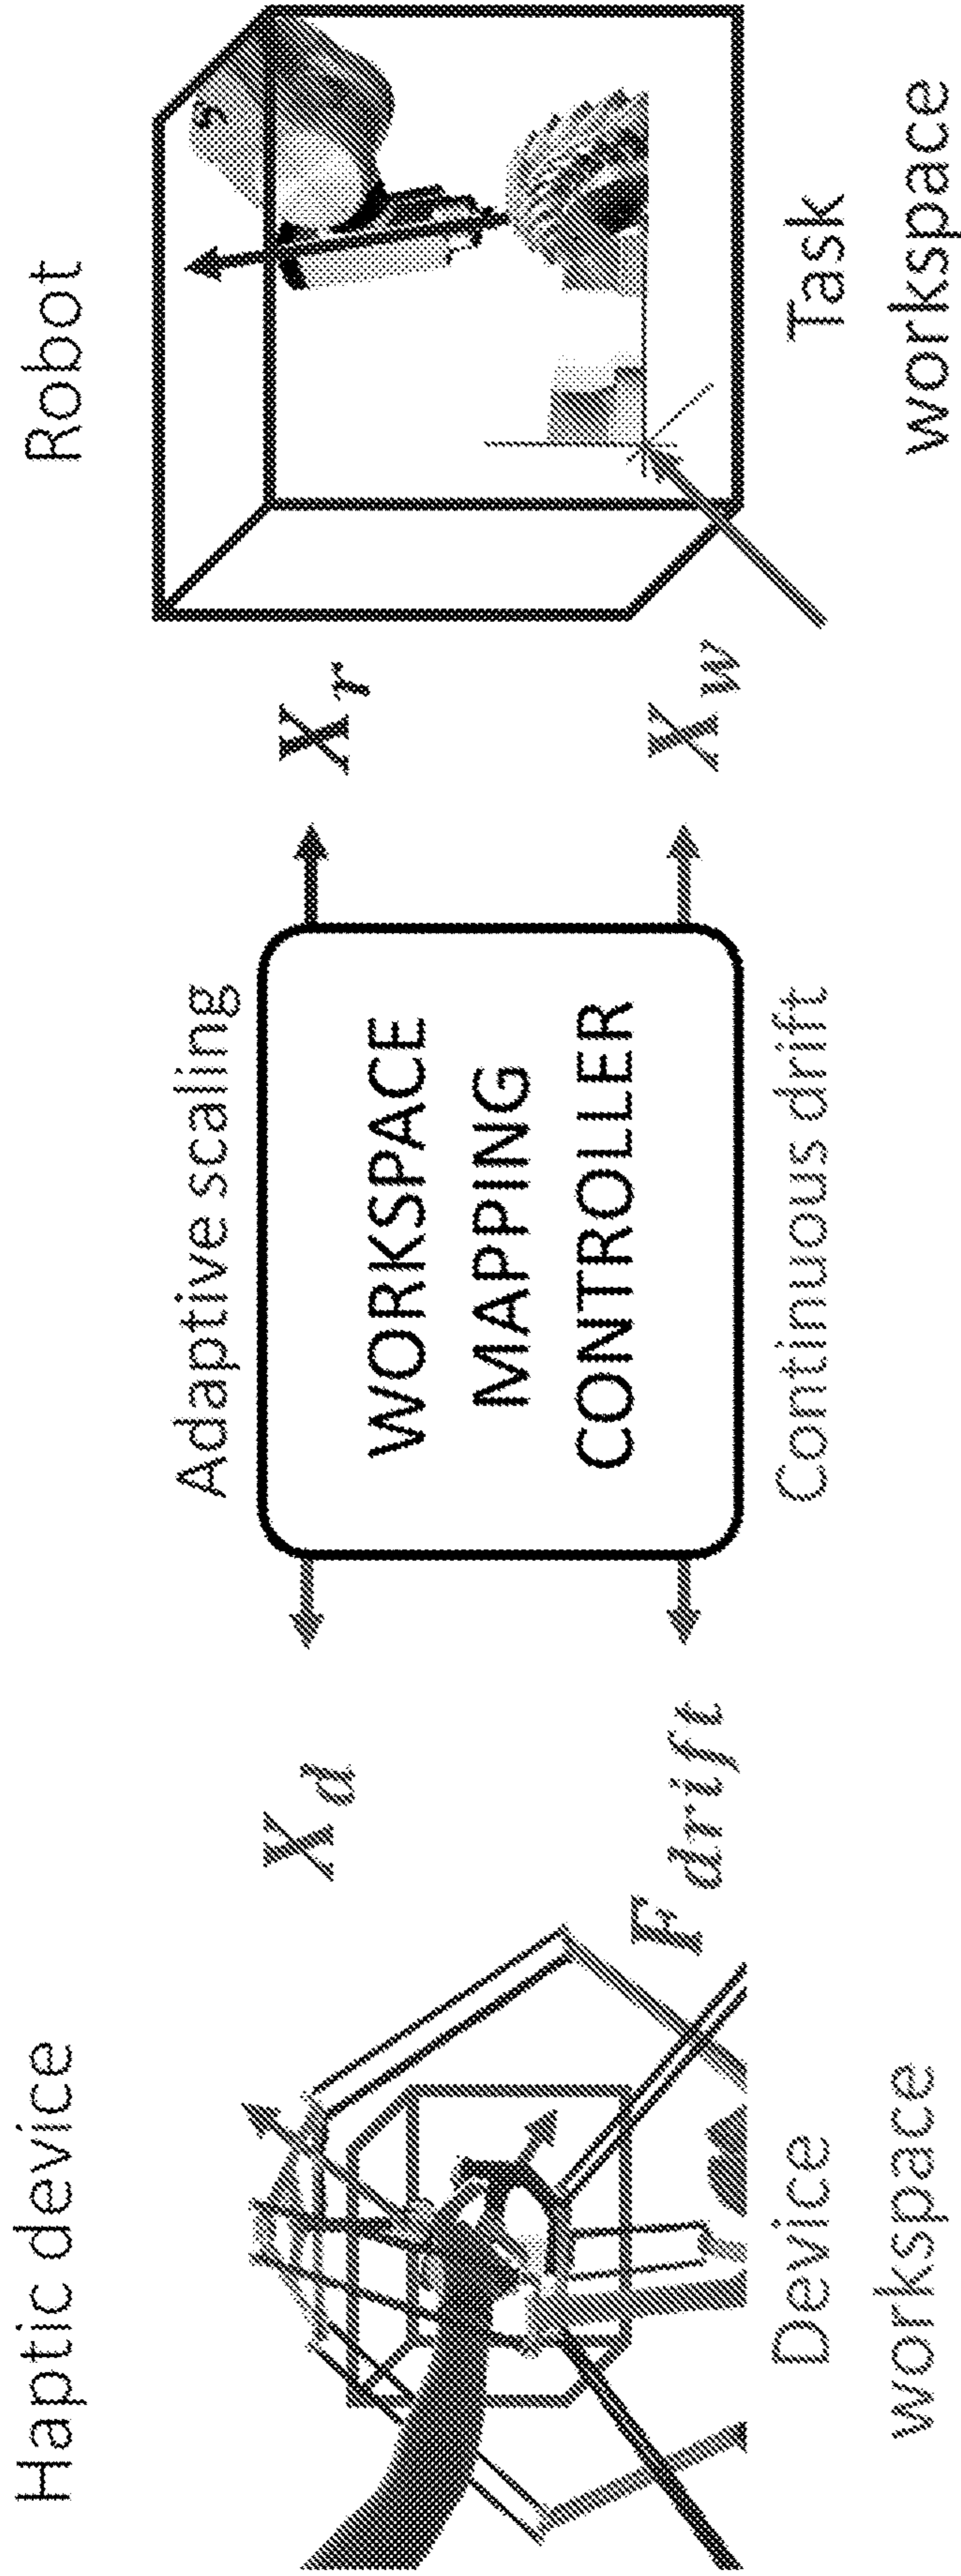 Haptic device
Robot
Adaptive scaling
X_d
X_r
WORKSPACE
MAPPING
CONTROLLER
F_drift
X_w
Continuous drift
Device
workspace
Task
workspace